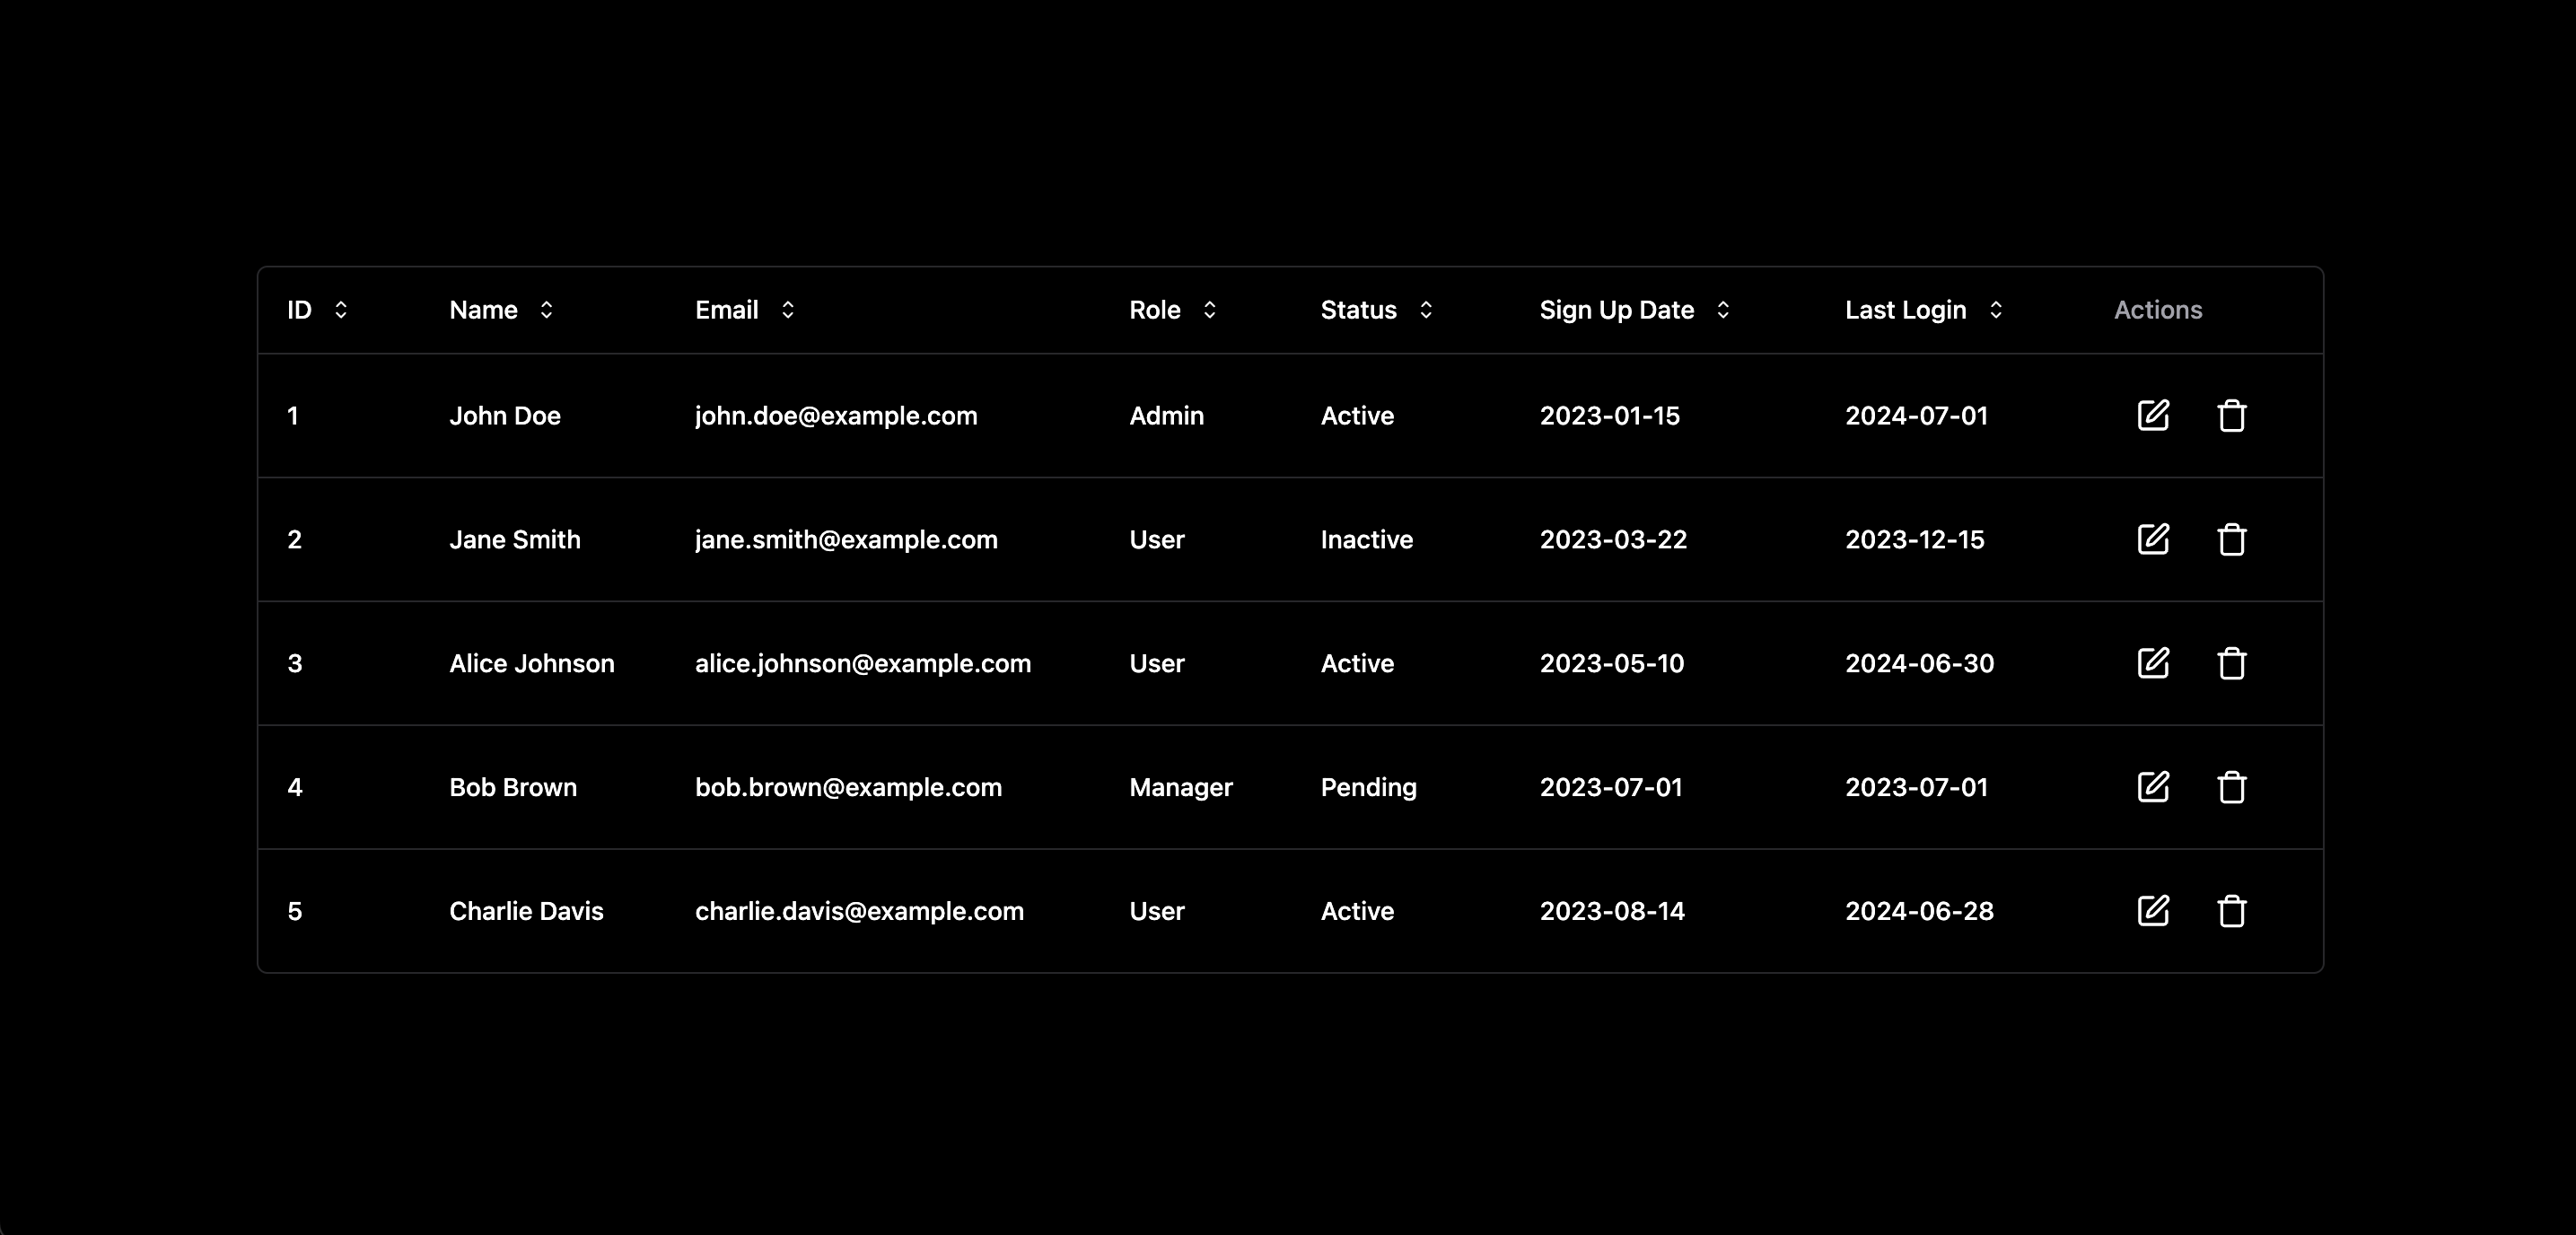 ID Name Email Role Status Sign Up Date Last Login Actions
1 John Doe john.doe@example.com Admin Active 2023-01-15 2024-07-01
2 Jane Smith jane.smith@example.com User Inactive 2023-03-22 2023-12-15
3 Alice Johnson alice.johnson@example.com User Active 2023-05-10 2024-06-30
4 Bob Brown bob.brown@example.com Manager Pending 2023-07-01 2023-07-01
5 Charlie Davis charlie.davis@example.com User Active 2023-08-14 2024-06-28